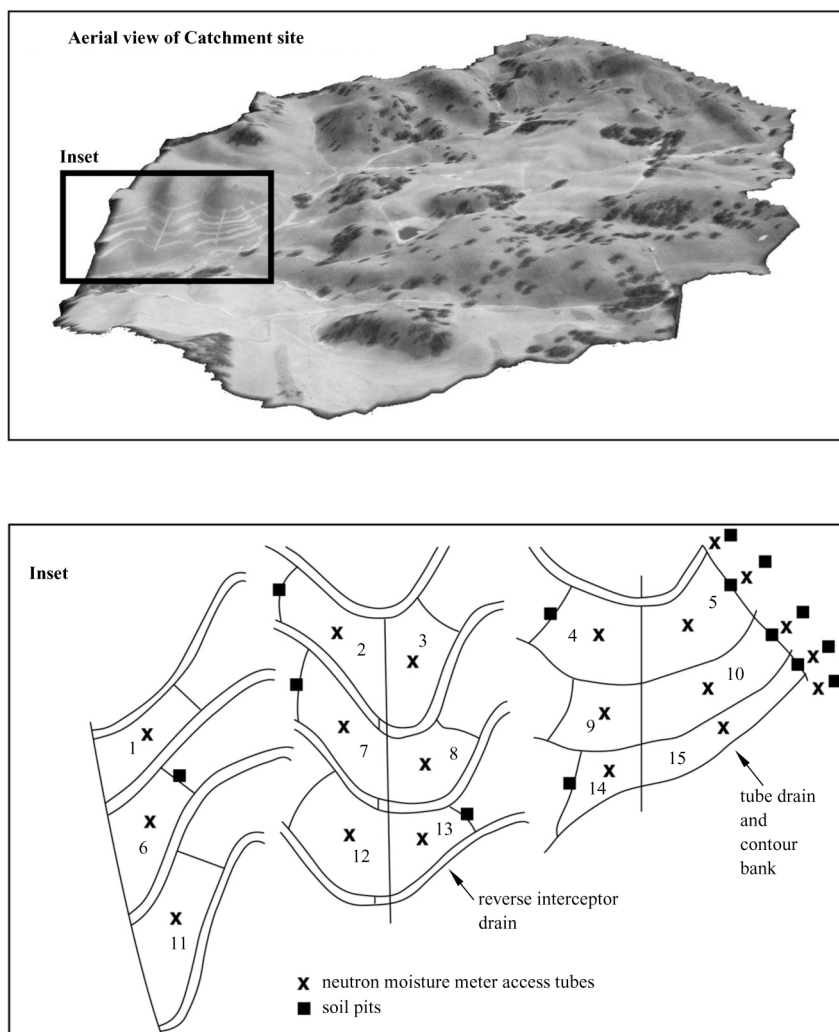 Aerial view of Catchment site
Inset
Inset
1
2
3
4
5
6
7
8
9
10
11
12
13
14
15
tube drain
and
contour
bank
reverse interceptor
drain
x neutron moisture meter access tubes
■ soil pits